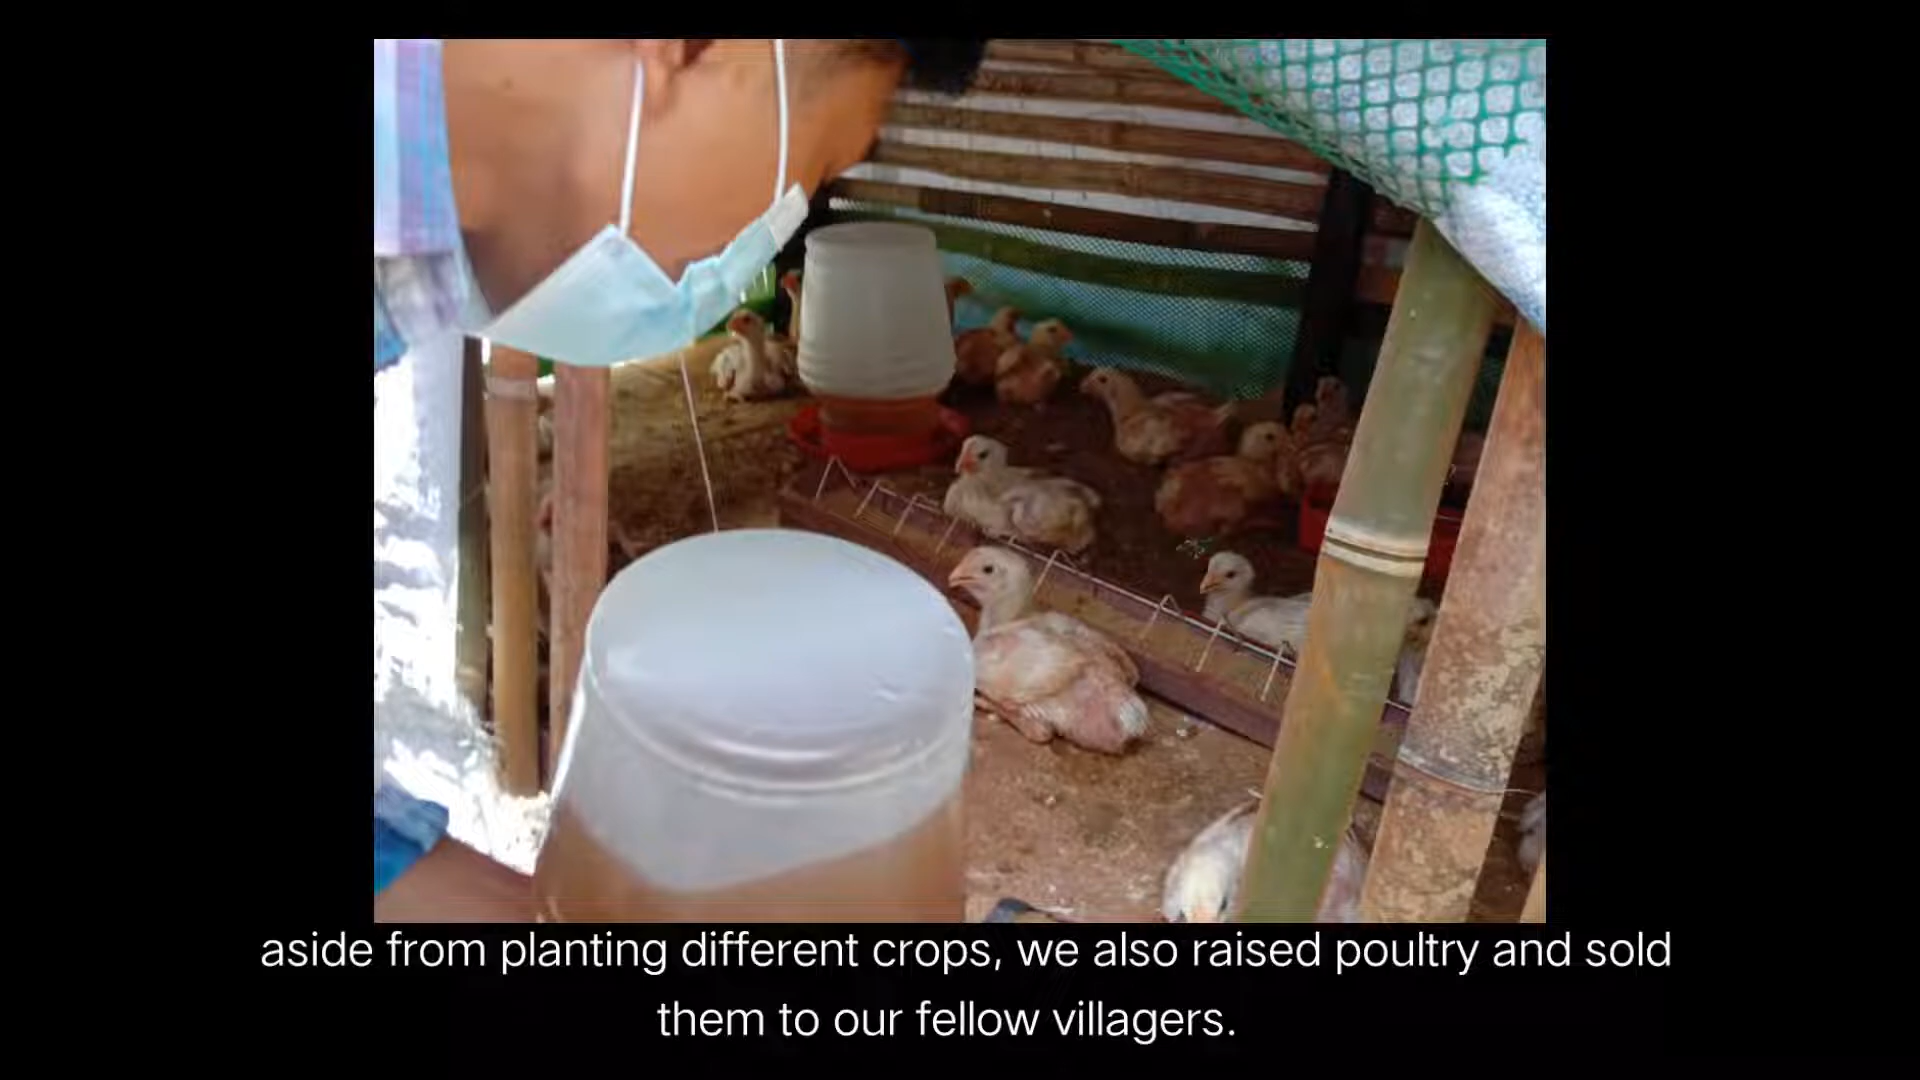 aside from planting different crops, we also raised poultry and sold
them to our fellow villagers.